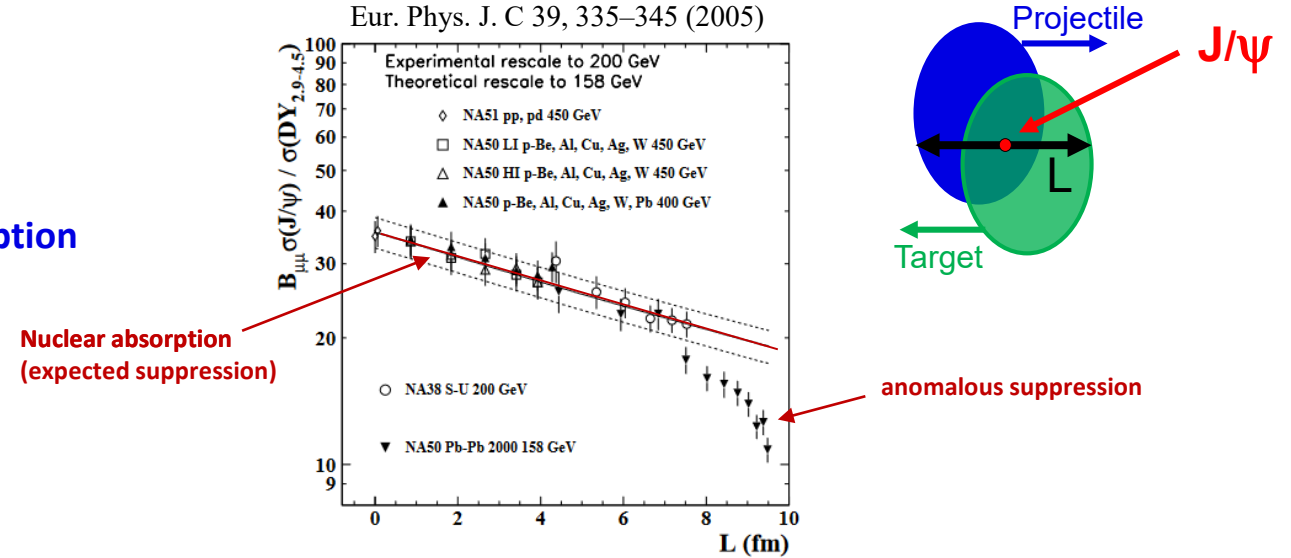 Eur. Phys. J. C 39, 335–345 (2005)
B_μμ σ(J/ψ) / σ(DY_2.9-4.5)
100
90
80
70
60
50
40
30
20
10
9
Experimental rescale to 200 GeV
Theoretical rescale to 158 GeV
NA51 pp, pd 450 GeV
NA50 LI p-Be, Al, Cu, Ag, W 450 GeV
NA50 HI p-Be, Al, Cu, Ag, W 450 GeV
NA50 p-Be, Al, Cu, Ag, W, Pb 400 GeV
NA38 S-U 200 GeV
NA50 Pb-Pb 2000 158 GeV
0 2 4 6 8 10
L (fm)
ption
Nuclear absorption
(expected suppression)
anomalous suppression
Projectile
J/ψ
L
Target